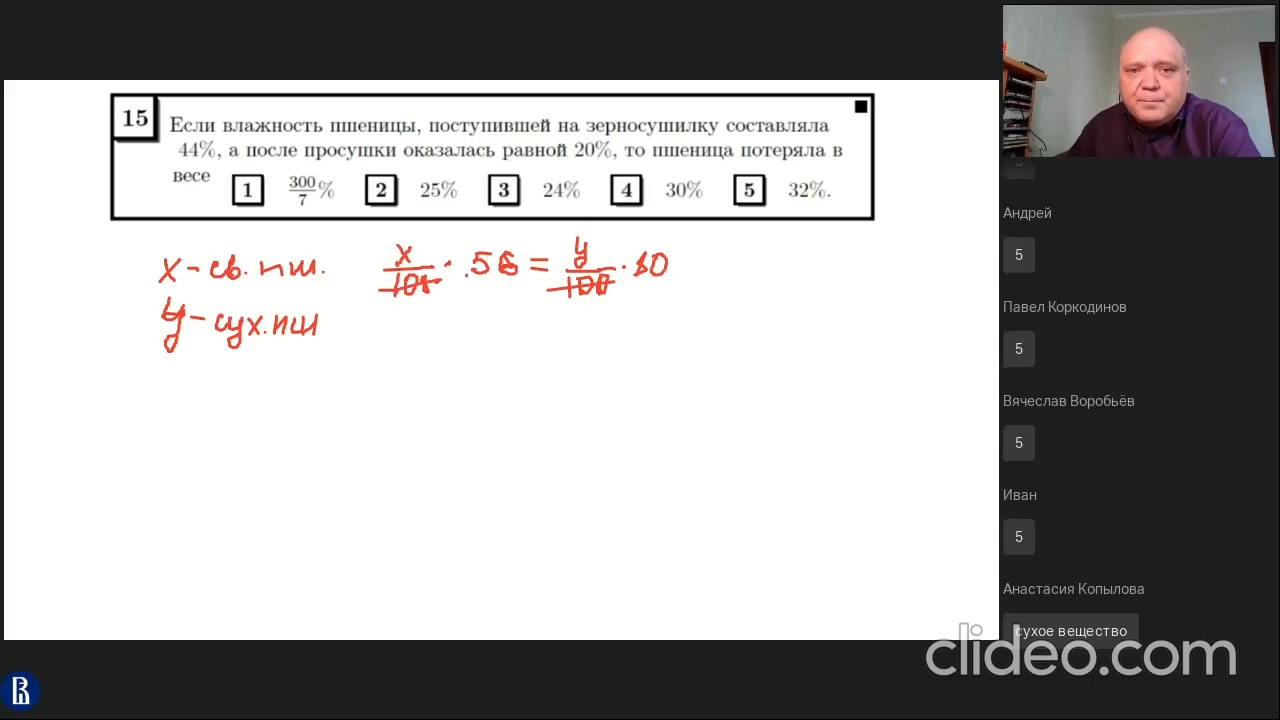 15 Если влажность пшеницы, поступившей на зерносушилку составляла
44%, а после просушки оказалась равной 20%, то пшеница потеряла в
весе 1 300/7% 2 25% 3 24% 4 30% 5 32%.
x - св. пш. x/100 · 56 = y/100 · 80
y - сух. пш
Андрей
5
Павел Коркодинов
5
Вячеслав Воробьёв
5
Иван
5
Анастасия Копылова
сухое вещество
clideo.com